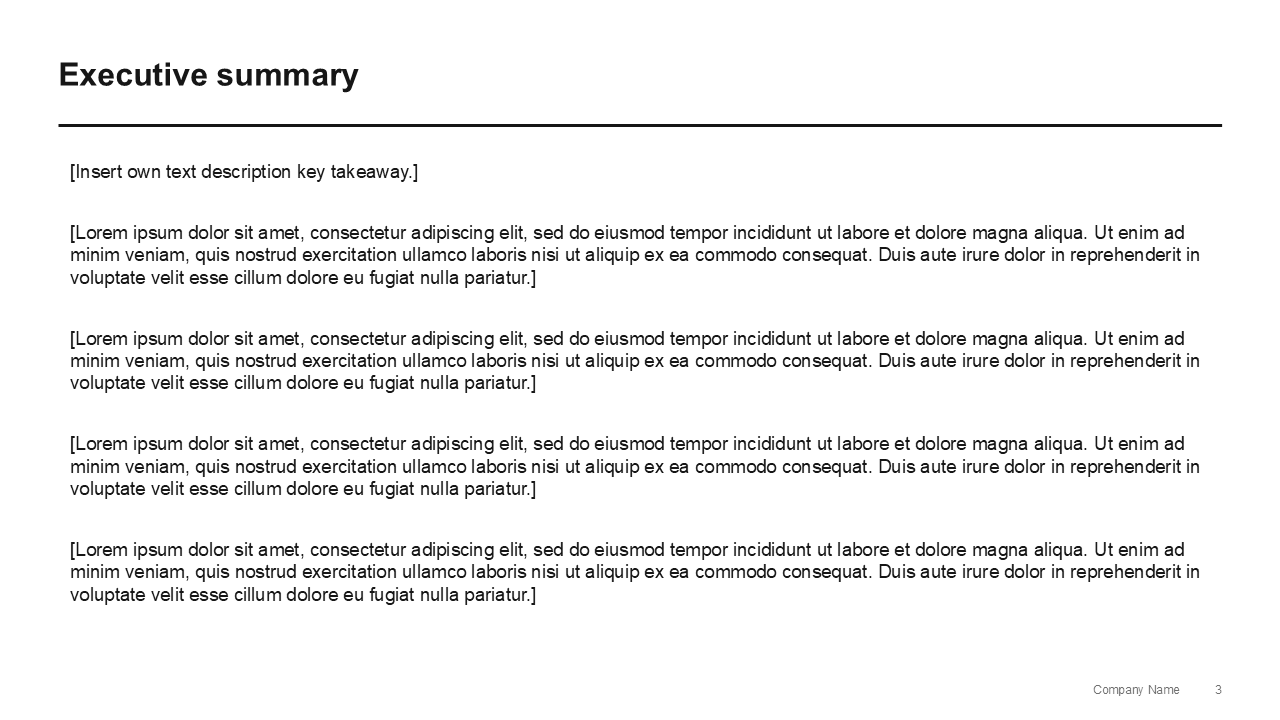 Executive summary
[Insert own text description key takeaway.]
[Lorem ipsum dolor sit amet, consectetur adipiscing elit, sed do eiusmod tempor incididunt ut labore et dolore magna aliqua. Ut enim ad
minim veniam, quis nostrud exercitation ullamco laboris nisi ut aliquip ex ea commodo consequat. Duis aute irure dolor in reprehenderit in
voluptate velit esse cillum dolore eu fugiat nulla pariatur.]
[Lorem ipsum dolor sit amet, consectetur adipiscing elit, sed do eiusmod tempor incididunt ut labore et dolore magna aliqua. Ut enim ad
minim veniam, quis nostrud exercitation ullamco laboris nisi ut aliquip ex ea commodo consequat. Duis aute irure dolor in reprehenderit in
voluptate velit esse cillum dolore eu fugiat nulla pariatur.]
[Lorem ipsum dolor sit amet, consectetur adipiscing elit, sed do eiusmod tempor incididunt ut labore et dolore magna aliqua. Ut enim ad
minim veniam, quis nostrud exercitation ullamco laboris nisi ut aliquip ex ea commodo consequat. Duis aute irure dolor in reprehenderit in
voluptate velit esse cillum dolore eu fugiat nulla pariatur.]
[Lorem ipsum dolor sit amet, consectetur adipiscing elit, sed do eiusmod tempor incididunt ut labore et dolore magna aliqua. Ut enim ad
minim veniam, quis nostrud exercitation ullamco laboris nisi ut aliquip ex ea commodo consequat. Duis aute irure dolor in reprehenderit in
voluptate velit esse cillum dolore eu fugiat nulla pariatur.]
Company Name 3